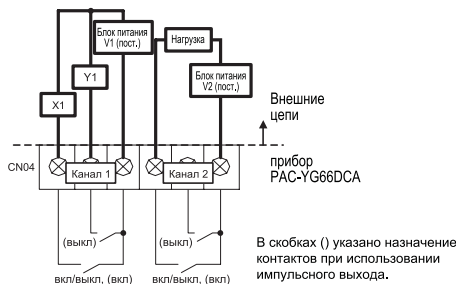 Блок питания
V1 (пост.)
Нагрузка
Y1
Блок питания
V2 (пост.)
X1
Внешние
цепи
CN04
Канал 1
Канал 2
прибор
PAC-YG66DCA
(выкл)
(выкл)
В скобках () указано назначение
контактов при использовании
импульсного выхода.
вкл/выкл, (вкл)
вкл/выкл, (вкл)